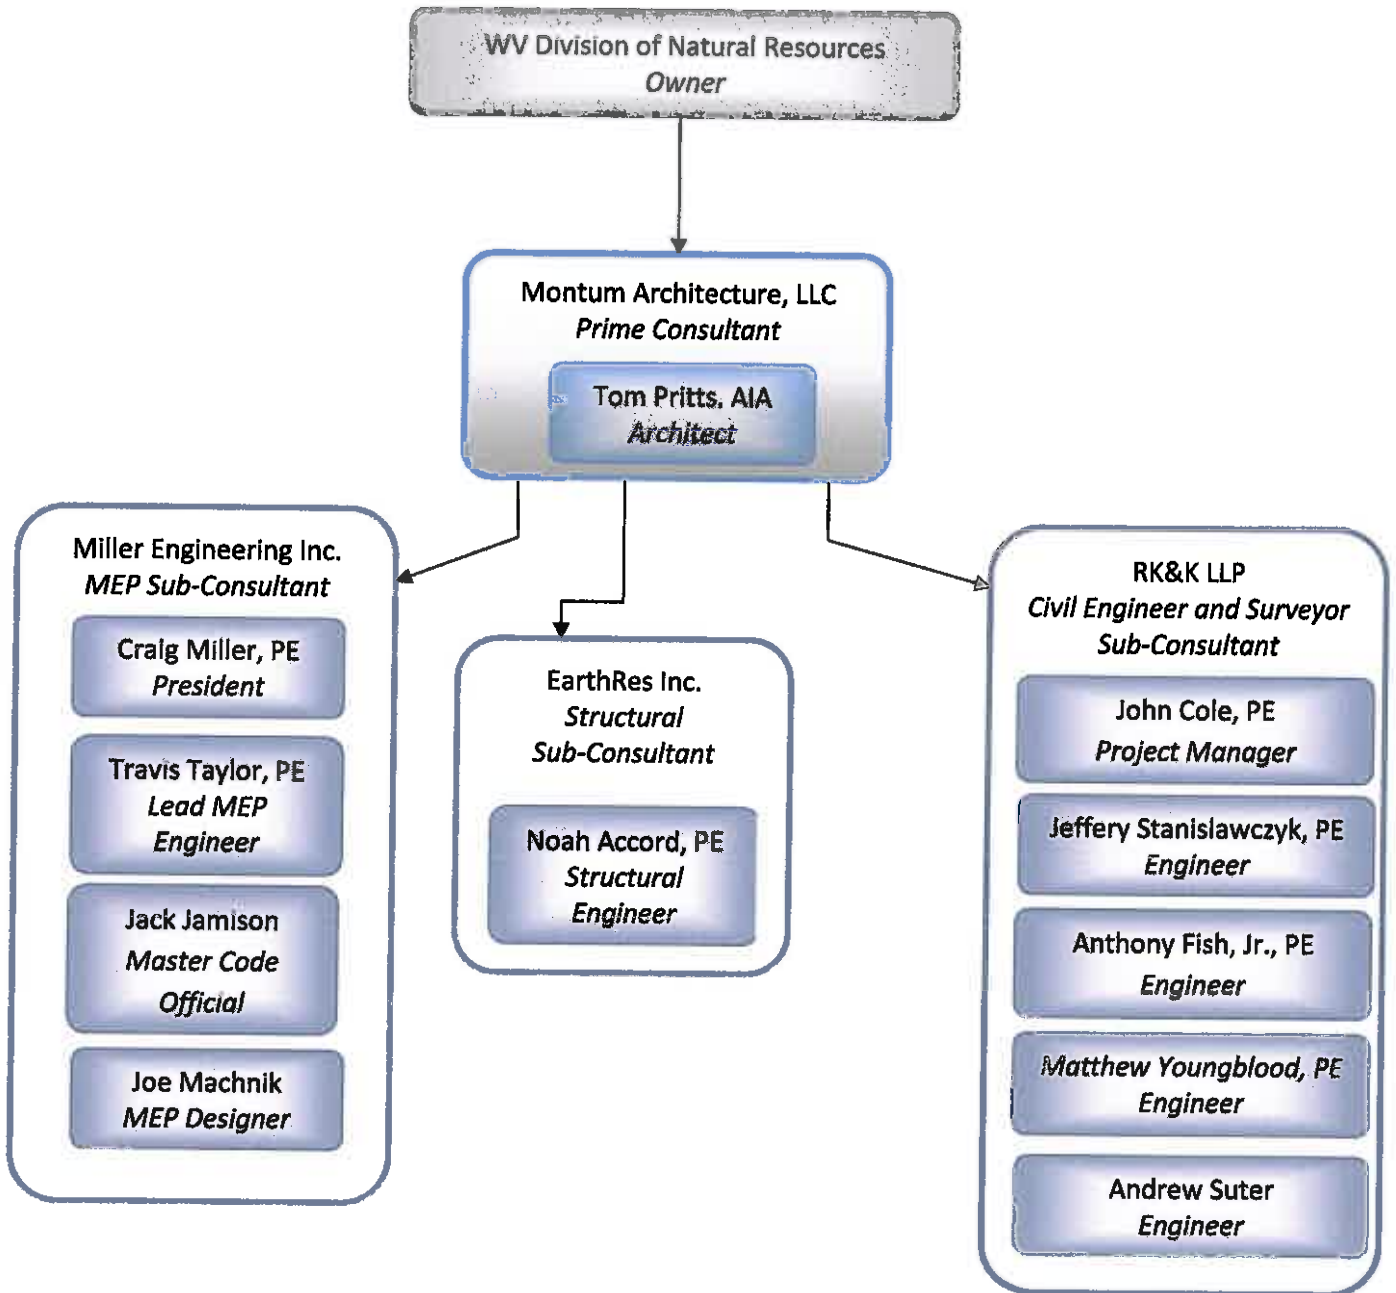 WV Division of Natural Resources
Owner
Montum Architecture, LLC
Prime Consultant
Tom Pritts, AIA
Architect
Miller Engineering Inc.
MEP Sub-Consultant
Craig Miller, PE
President
Travis Taylor, PE
Lead MEP
Engineer
Jack Jamison
Master Code
Official
Joe Machnik
MEP Designer
EarthRes Inc.
Structural
Sub-Consultant
Noah Accord, PE
Structural
Engineer
RK&K LLP
Civil Engineer and Surveyor
Sub-Consultant
John Cole, PE
Project Manager
Jeffery Stanislawczyk, PE
Engineer
Anthony Fish, Jr., PE
Engineer
Matthew Youngblood, PE
Engineer
Andrew Suter
Engineer